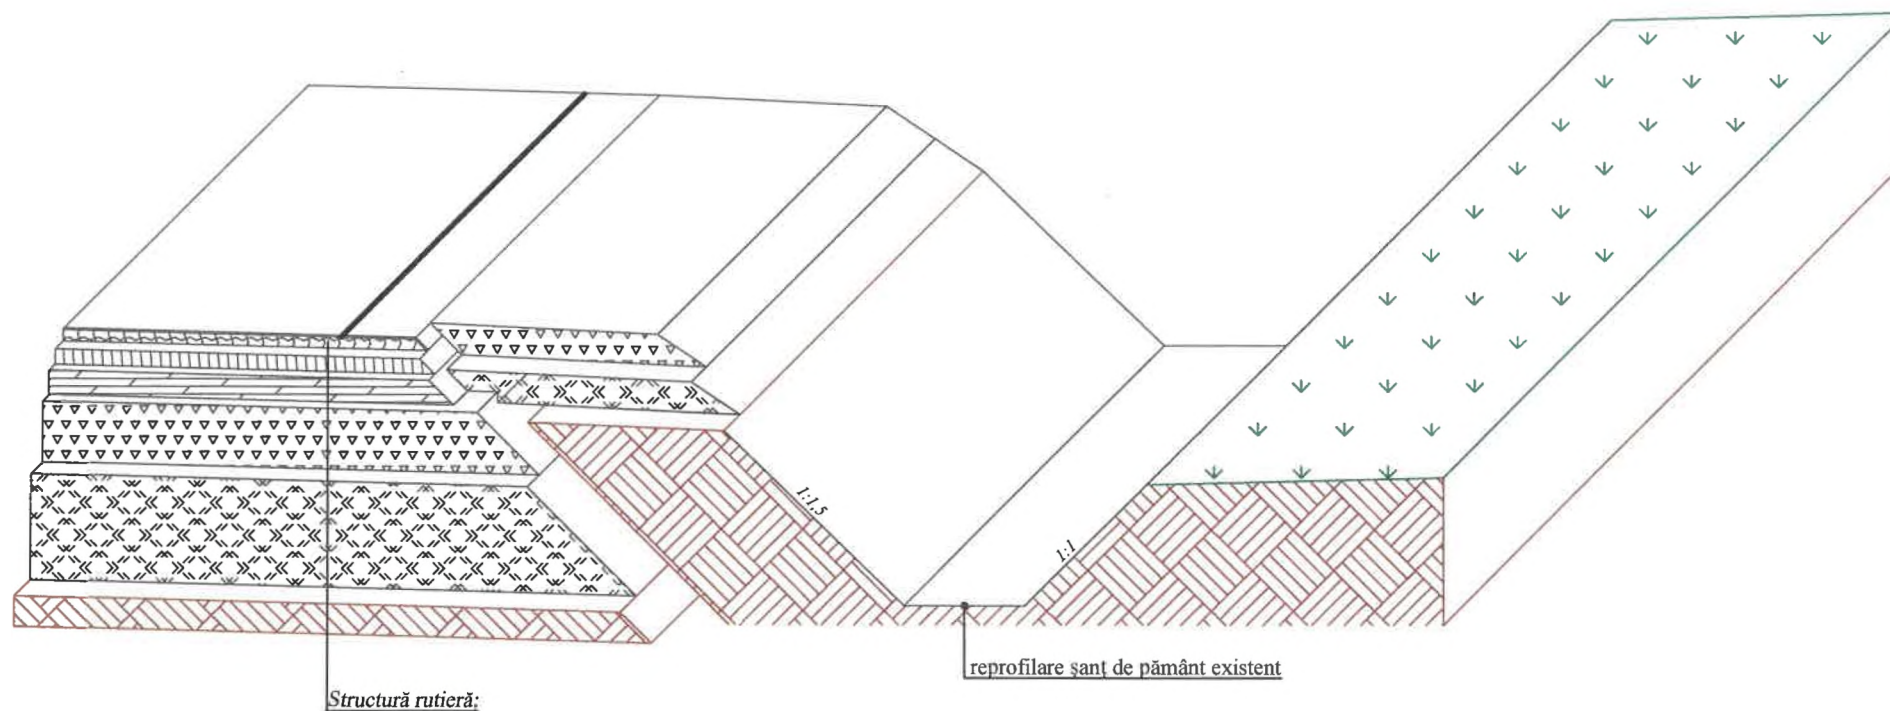 1:1,5
1:1
reprofilare șanț de pământ existent
Structură rutieră: